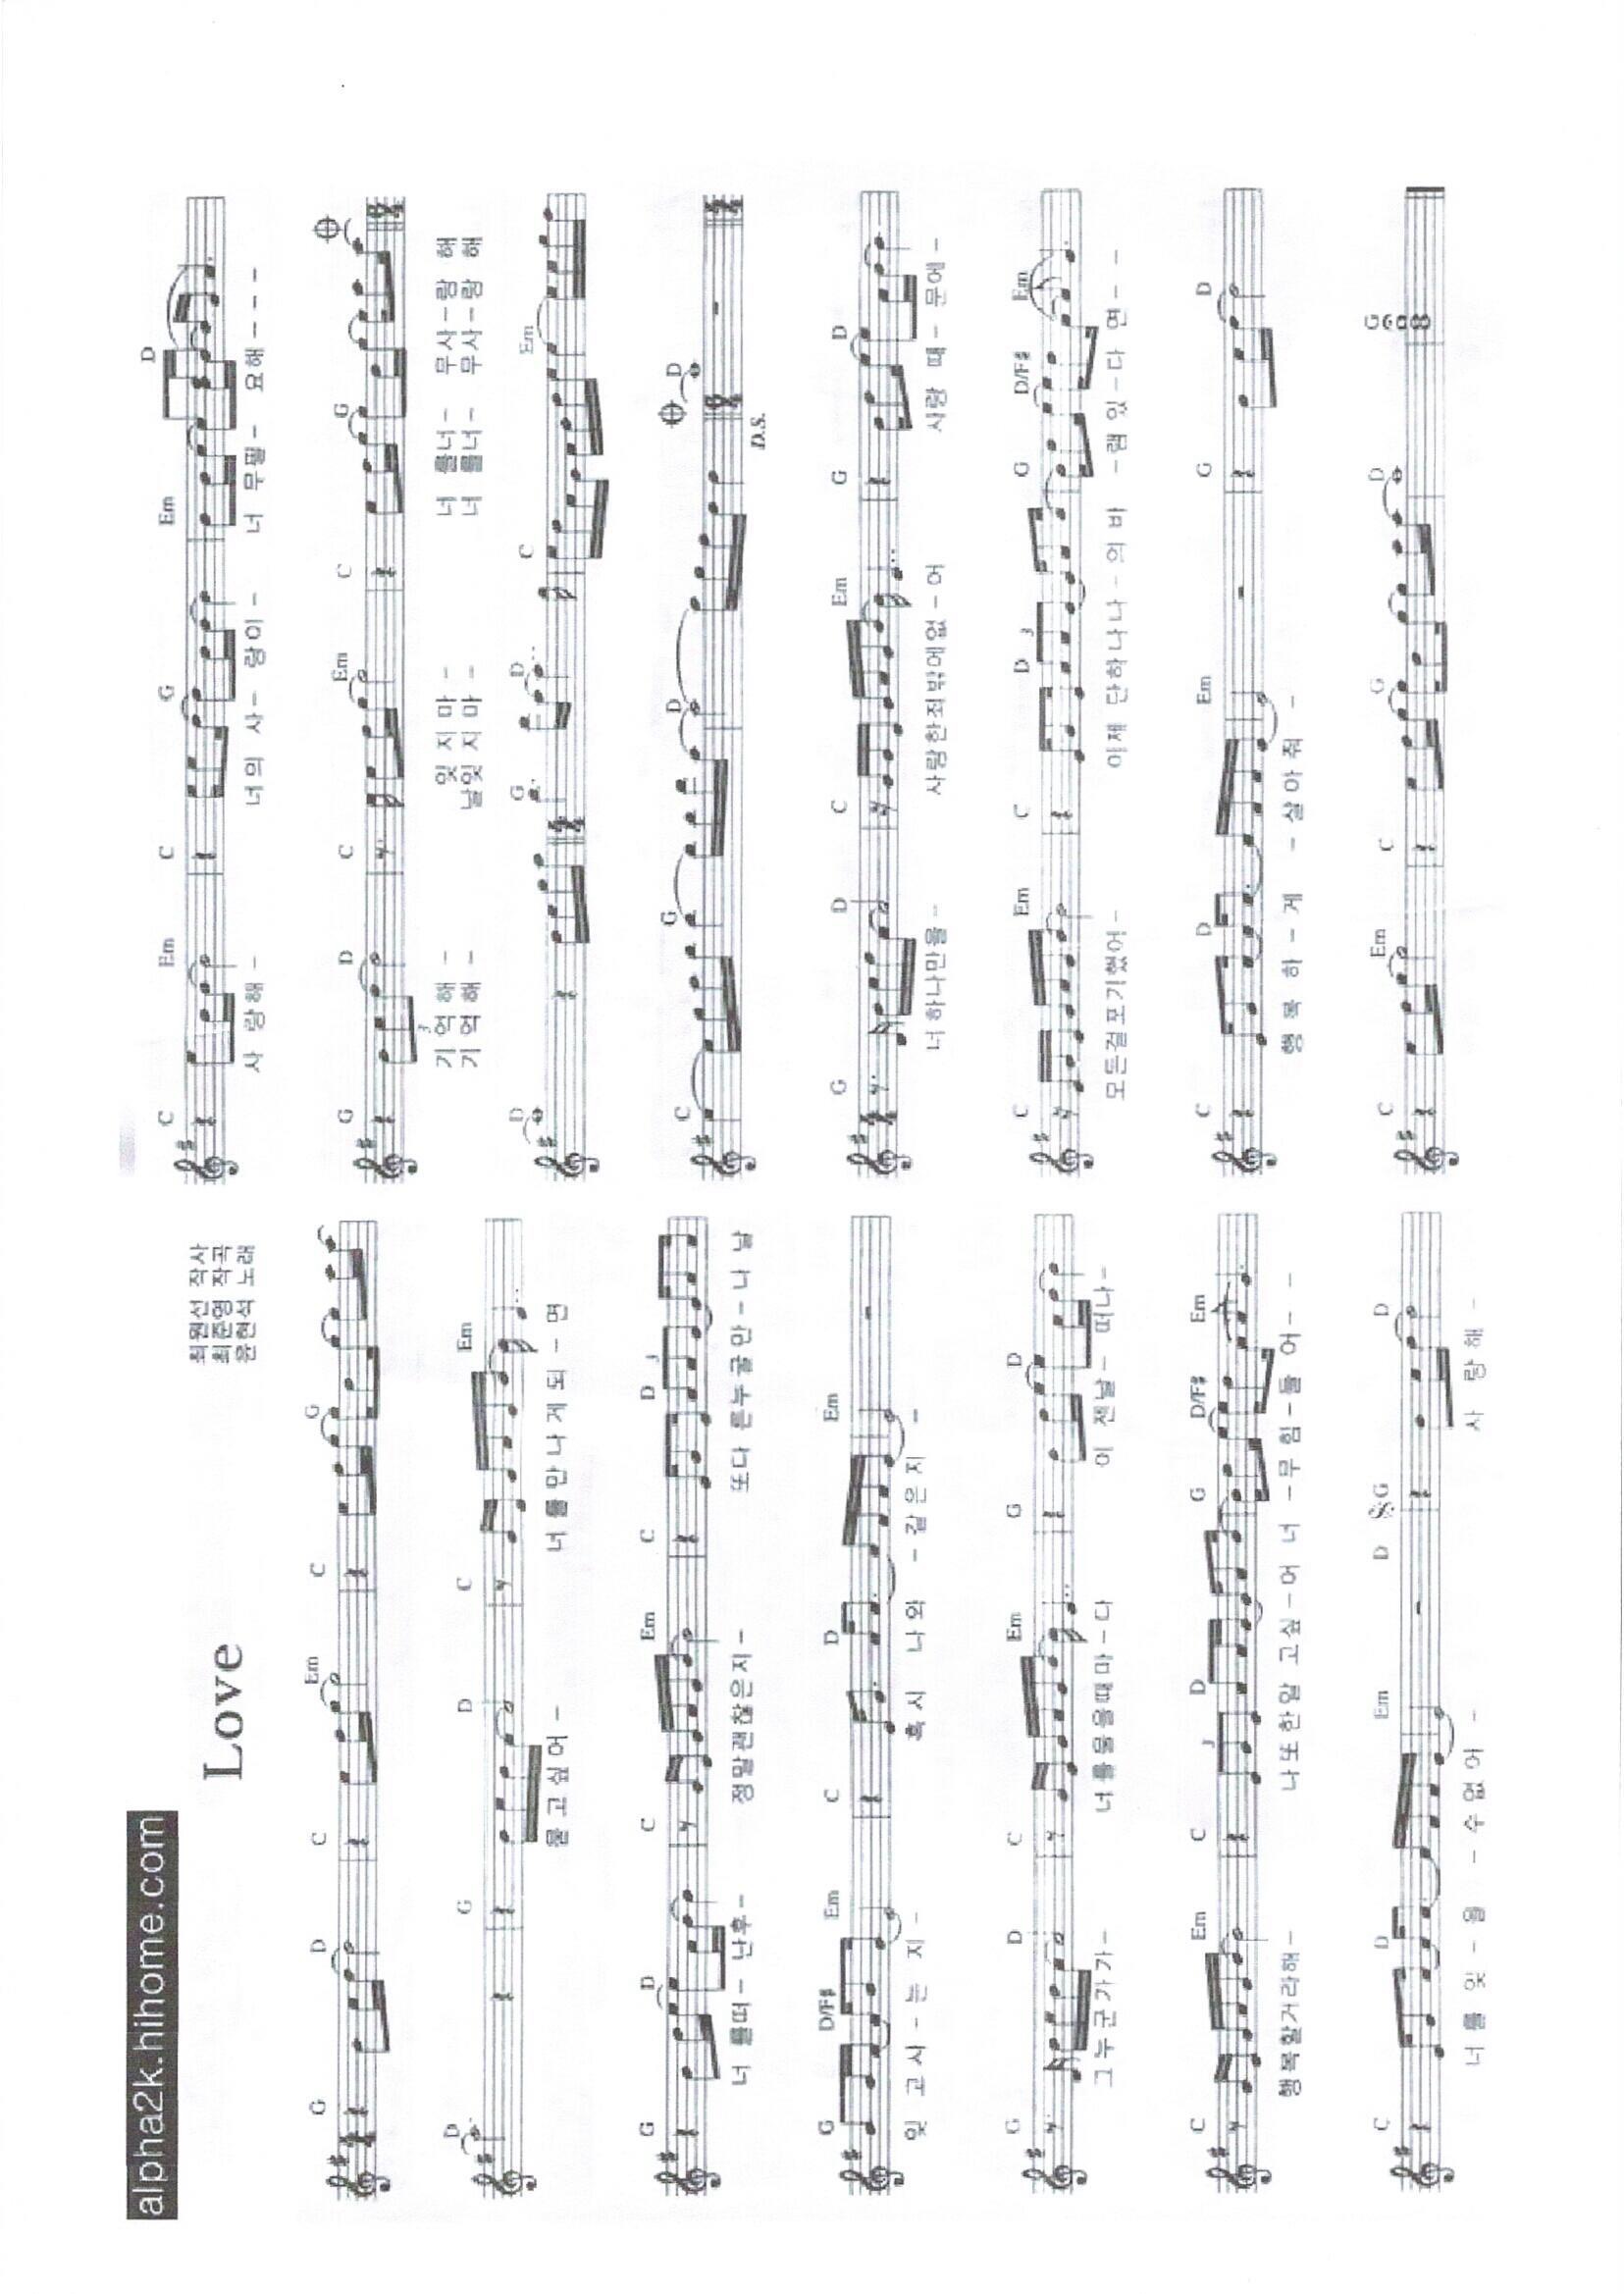 alpha2k.hihome.com
Love
최원선 작사
최준영 작곡
윤현석 노래
G D C Em C G
D G D C Em
묻고싶어- 너를만나게되-면
G D C Em C D 3
너 를떠- 난후- 정말괜찮은지- 또다 른누굴만-나 날
G D/F# Em C D Em
잊 고사-는 지- 혹시 나와 -같은지 -
G D C Em G D
그누군가가- 너를물을때마-다 이 젠날- 떠나-
C Em C 3 D G D/F# Em
행복할거라해- 나또한알 고싶-어 너 -무힘-들 어- -
C D Em D G D
너를 잊-을 -수없어 - 사 랑해-
C Em C G Em D
사 랑해- 너의 사- 랑이- 너 무필- 요해---
G D C Em C G
3
기억해- 잊지마- 너 를너- 무사-랑 해
기억해- 날잊지마- 너 를너- 무사-랑 해
D G D C Em
C G D D
D.S.
G D C Em G D
너하나만을- 사랑한죄밖에없-어 사랑 때- 문에-
C Em C D 3 G D/F# Em
모든걸포기했어- 이제 단하나나-의 바 -램있-다 면- -
C D Em G D
행복 하-게 -살아줘 -
C Em C G D G